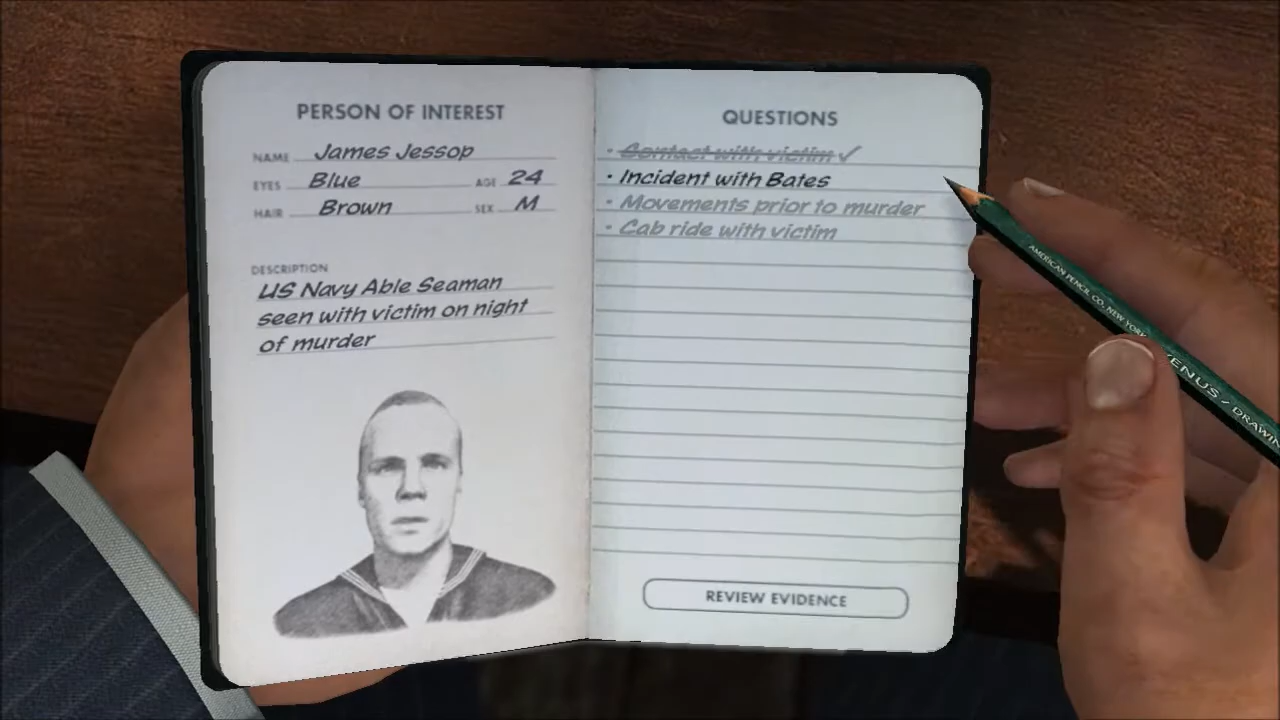 PERSON OF INTEREST
NAME James Jessop
EYES Blue AGE 24
HAIR Brown SEX M
DESCRIPTION
US Navy Able Seaman
seen with victim on night
of murder
QUESTIONS
• Contact with victim ✓
• Incident with Bates
• Movements prior to murder
• Cab ride with victim
REVIEW EVIDENCE
AMERICAN PENCIL CO. NEW YORK
VENUS / DRAWIN